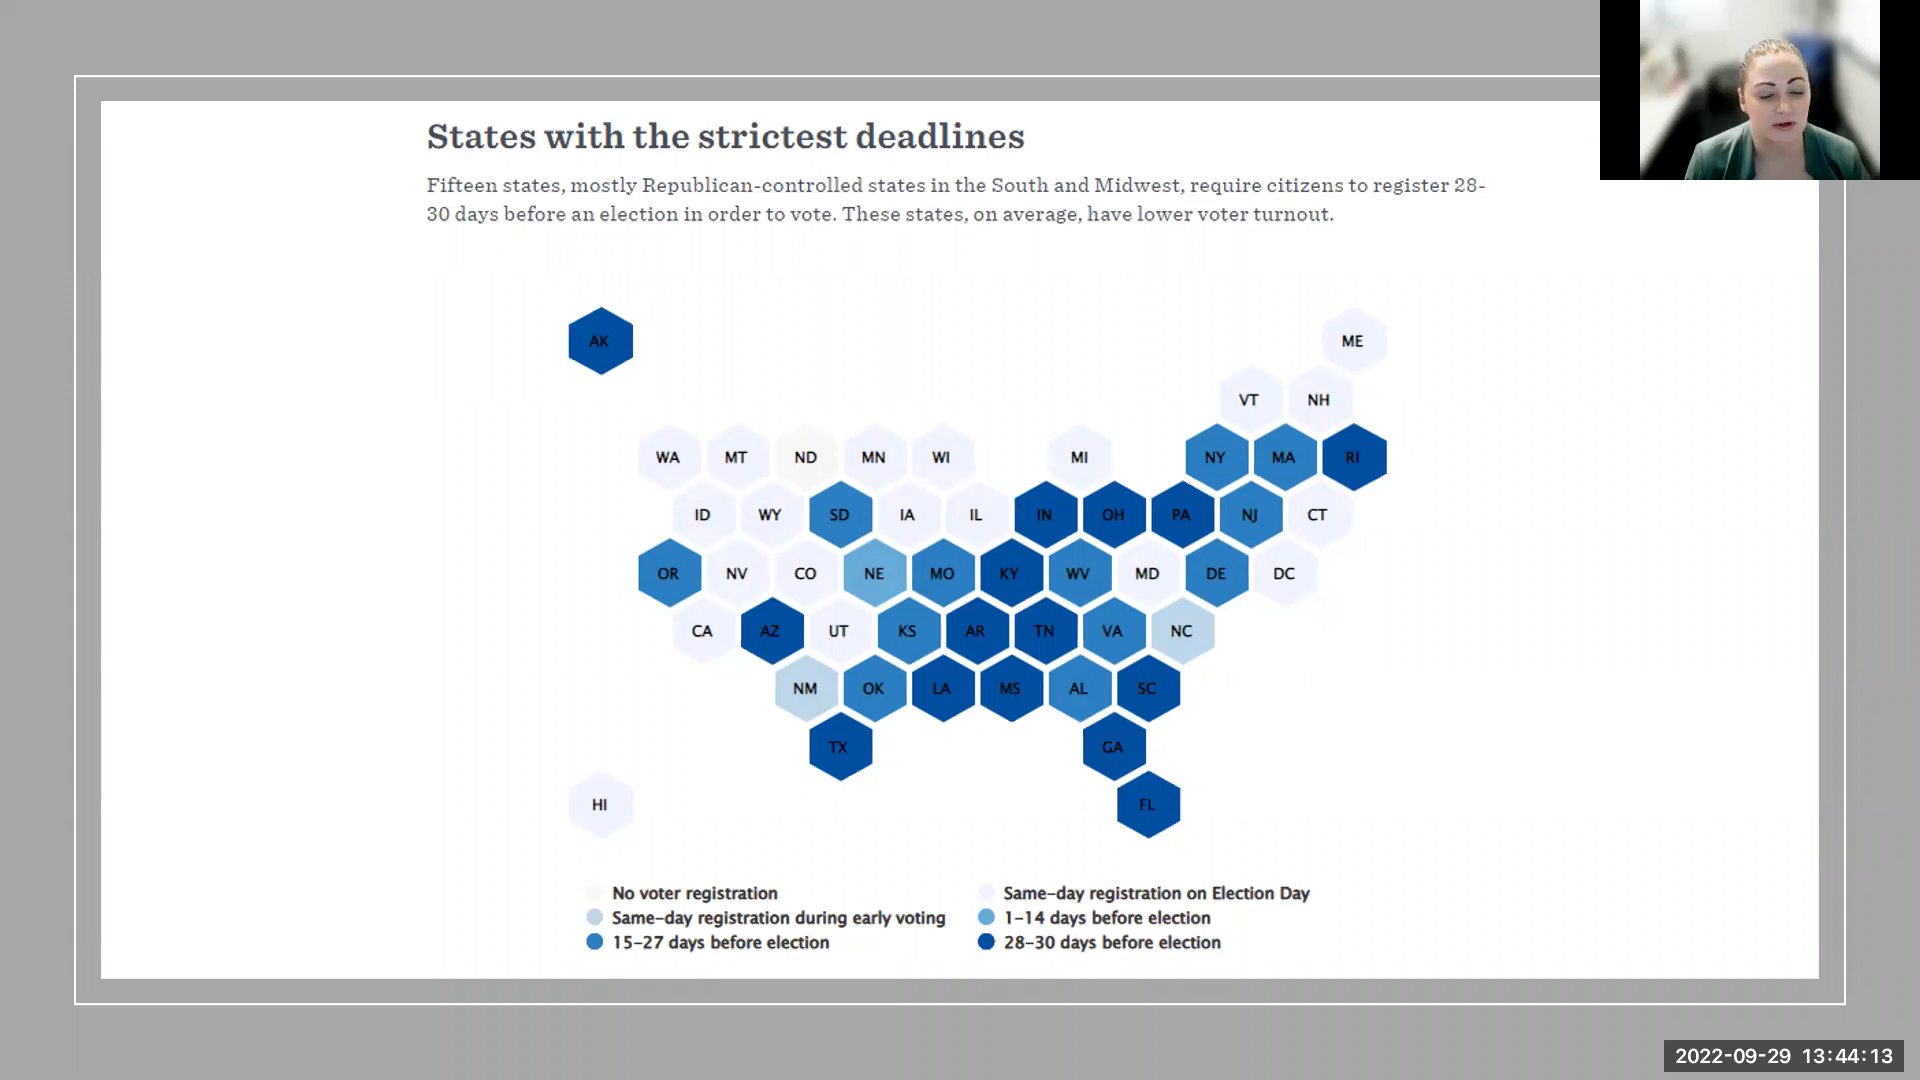 States with the strictest deadlines
Fifteen states, mostly Republican-controlled states in the South and Midwest, require citizens to register 28-
30 days before an election in order to vote. These states, on average, have lower voter turnout.
AK
ME
VT
NH
WA
MT
ND
MN
WI
MI
NY
MA
RI
ID
WY
SD
IA
IL
IN
OH
PA
NJ
CT
OR
NV
CO
NE
MO
KY
WV
MD
DE
DC
CA
AZ
UT
KS
AR
TN
VA
NC
NM
OK
LA
MS
AL
SC
TX
GA
HI
FL
No voter registration
Same-day registration on Election Day
Same-day registration during early voting
1-14 days before election
15-27 days before election
28-30 days before election
2022-09-29 13:44:13